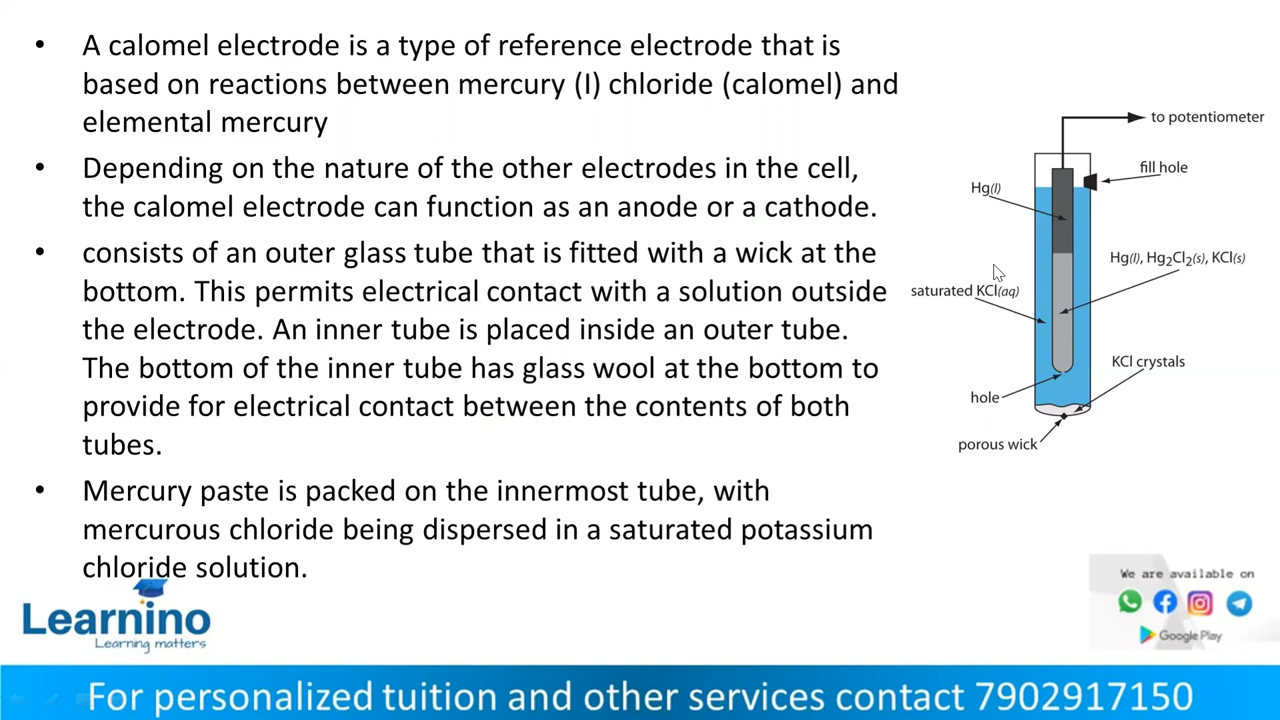 • A calomel electrode is a type of reference electrode that is
based on reactions between mercury (I) chloride (calomel) and
elemental mercury
• Depending on the nature of the other electrodes in the cell,
the calomel electrode can function as an anode or a cathode.
• consists of an outer glass tube that is fitted with a wick at the
bottom. This permits electrical contact with a solution outside
the electrode. An inner tube is placed inside an outer tube.
The bottom of the inner tube has glass wool at the bottom to
provide for electrical contact between the contents of both
tubes.
• Mercury paste is packed on the innermost tube, with
mercurous chloride being dispersed in a saturated potassium
chloride solution.
to potentiometer
fill hole
Hg(l)
Hg(l), Hg₂Cl₂(s), KCl(s)
saturated KCl(aq)
KCl crystals
hole
porous wick
Learnino
Learning matters
We are available on
Google Play
For personalized tuition and other services contact 7902917150